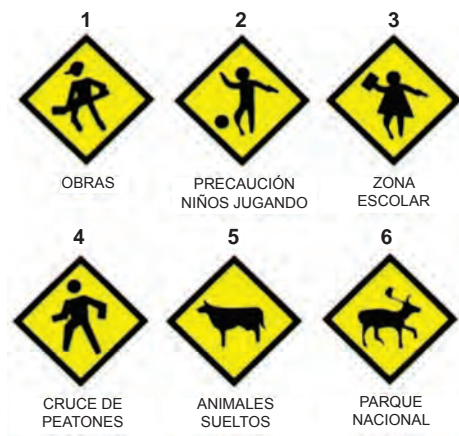 1
2
3
OBRAS
PRECAUCIÓN
NIÑOS JUGANDO
ZONA
ESCOLAR
4
5
6
CRUCE DE
PEATONES
ANIMALES
SUELTOS
PARQUE
NACIONAL